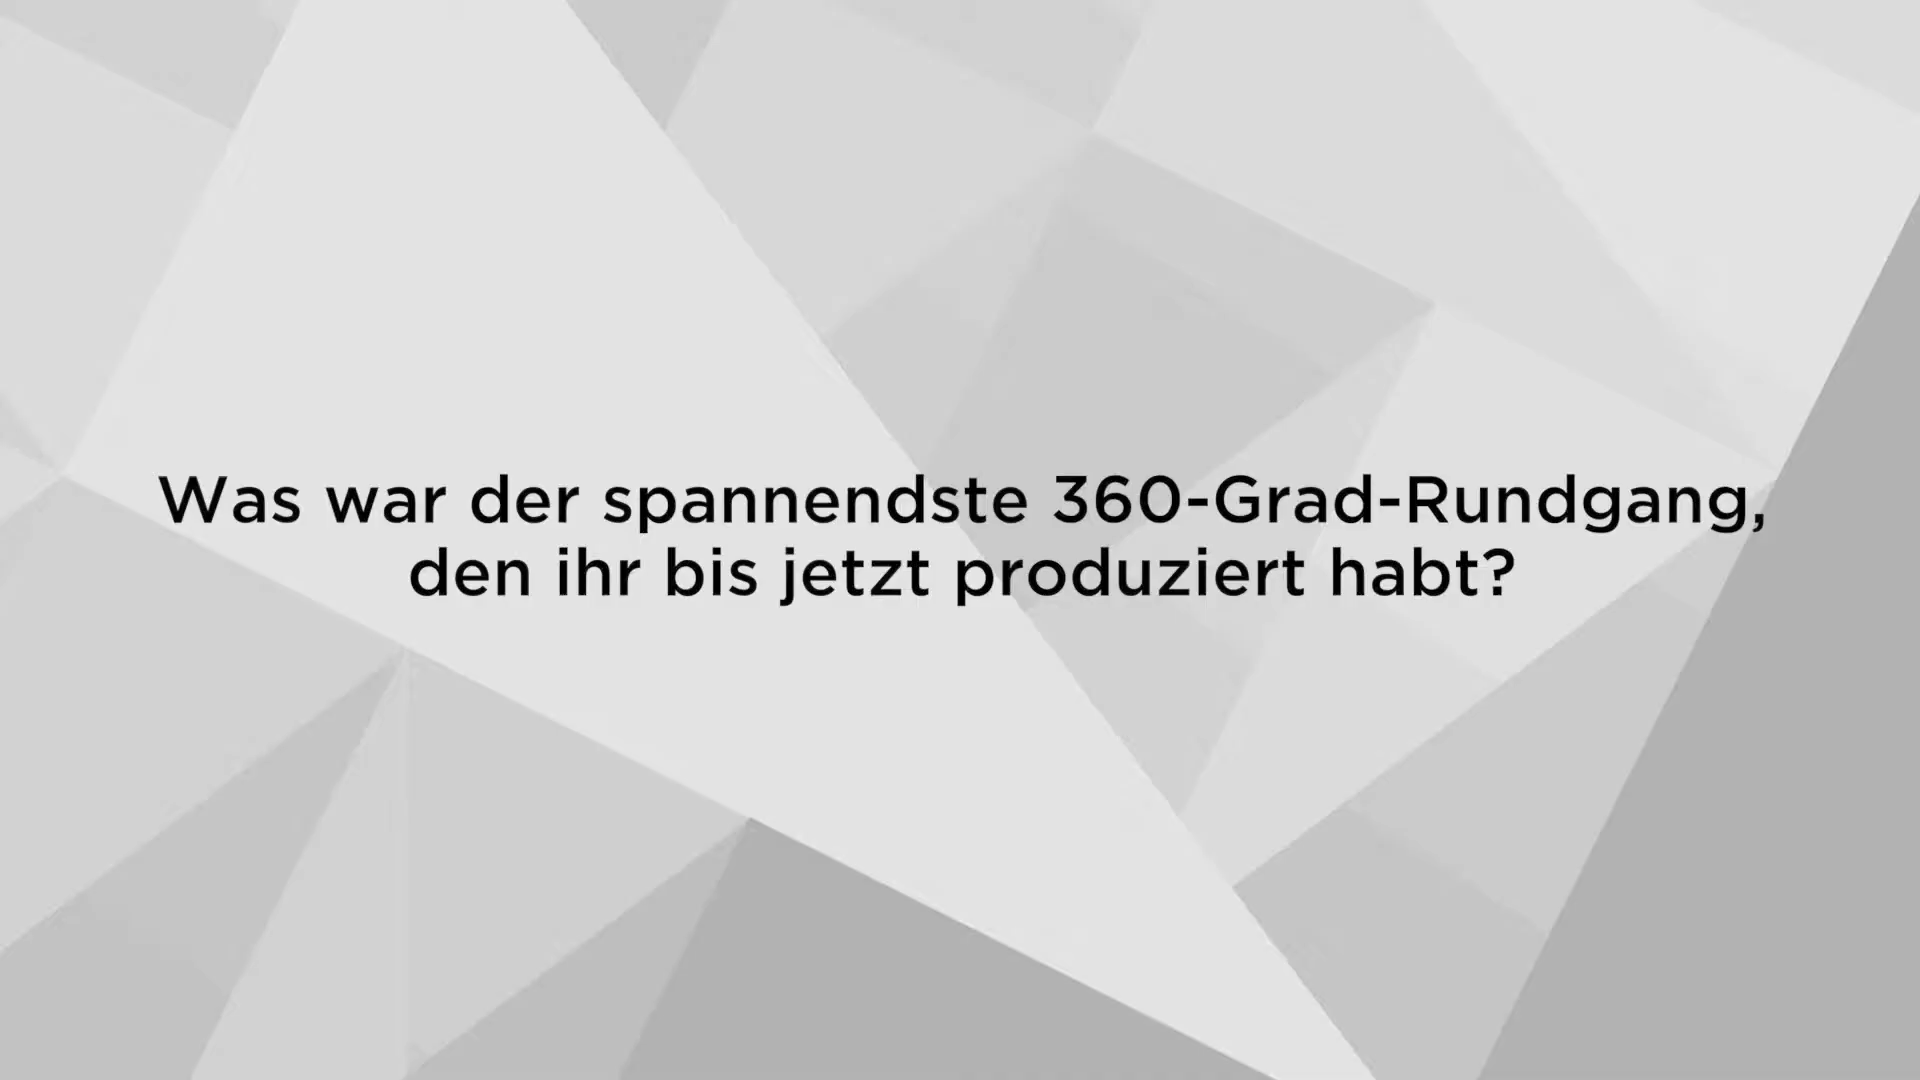 Was war der spannendste 360-Grad-Rundgang,
den ihr bis jetzt produziert habt?